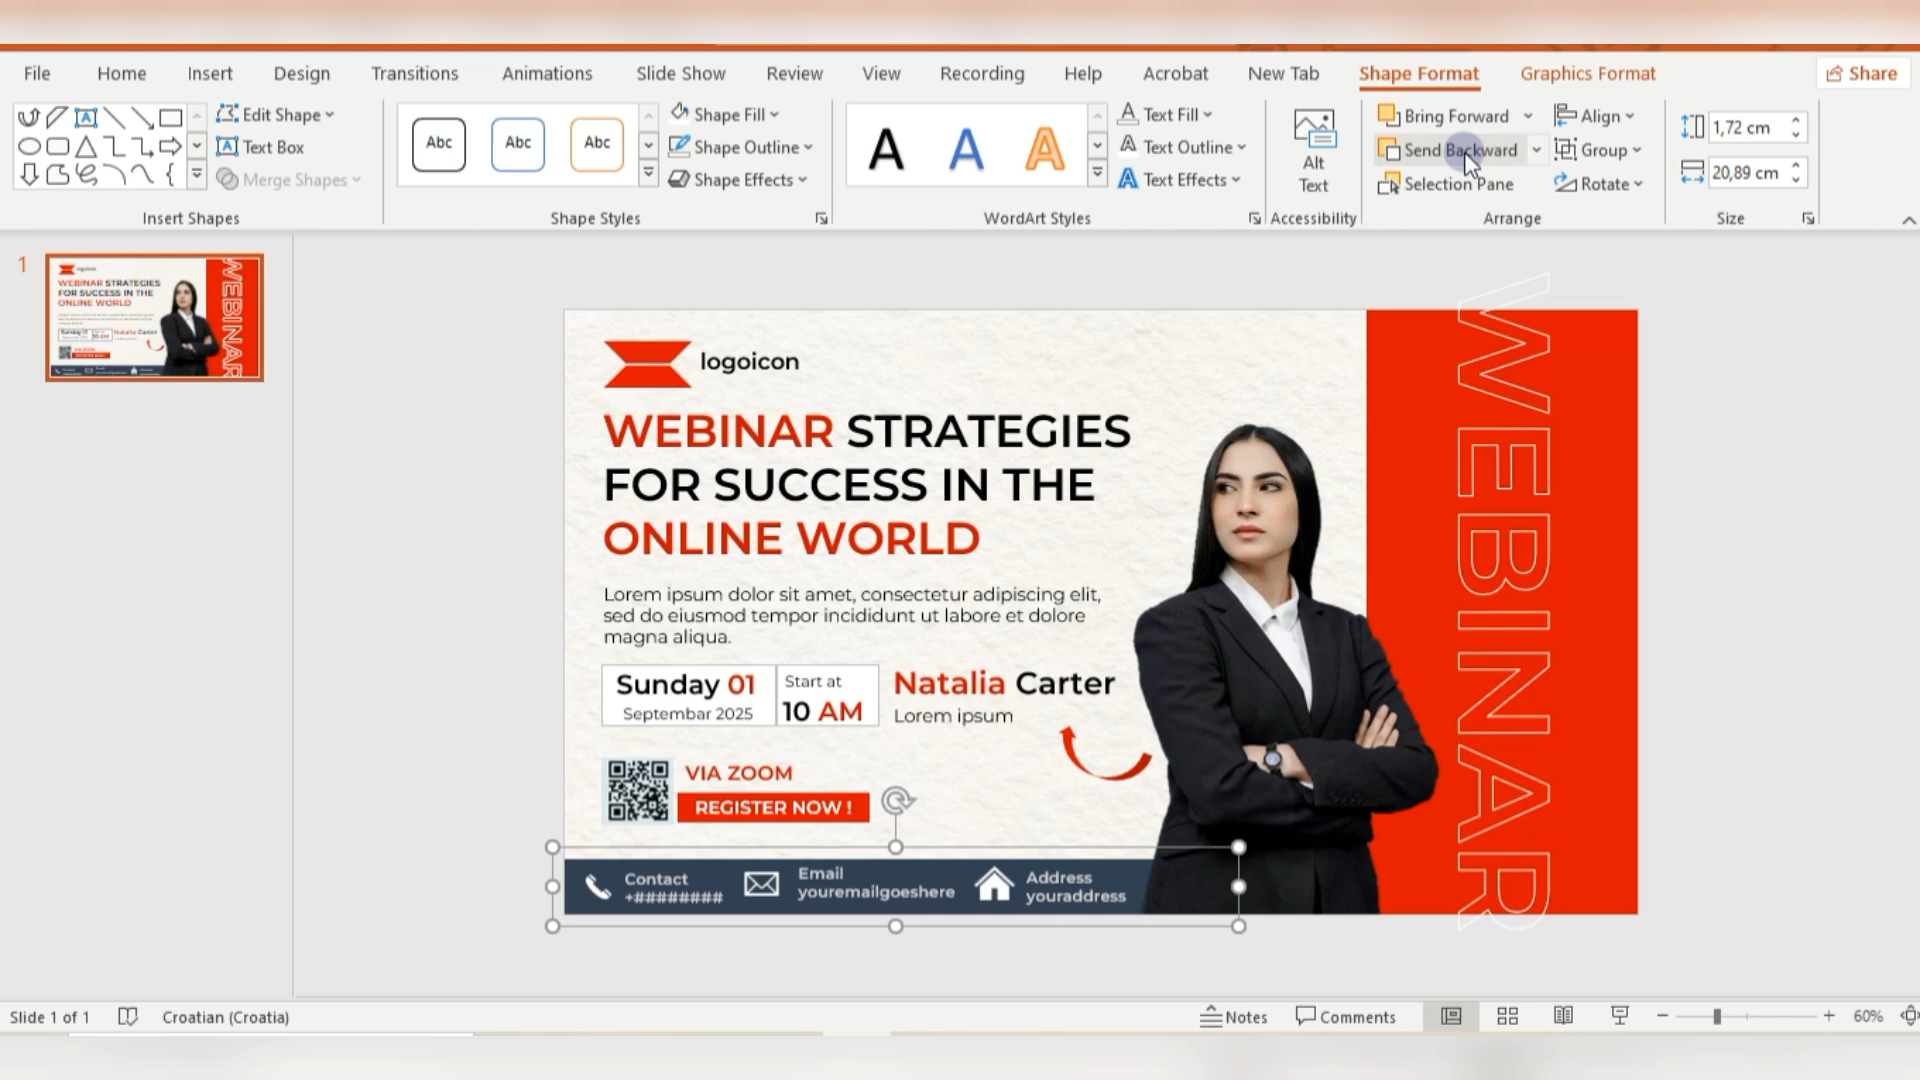 File Home Insert Design Transitions Animations Slide Show Review View Recording Help Acrobat New Tab Shape Format Graphics Format Share
Edit Shape
Text Box
Merge Shapes
Insert Shapes
Abc Abc Abc
Shape Fill
Shape Outline
Shape Effects
Shape Styles
A A A
Text Fill
Text Outline
Text Effects
WordArt Styles
Alt
Text
Accessibility
Bring Forward
Send Backward
Selection Pane
Align
Group
Rotate
Arrange
1,72 cm
20,89 cm
Size
1
logoicon
WEBINAR STRATEGIES
FOR SUCCESS IN THE
ONLINE WORLD
Lorem ipsum dolor sit amet, consectetur adipiscing elit,
sed do eiusmod tempor incididunt ut labore et dolore
magna aliqua.
Sunday 01
Septembar 2025
Start at
10 AM
Natalia Carter
Lorem ipsum
VIA ZOOM
REGISTER NOW !
Contact
+########
Email
youremailgoeshere
Address
youraddress
WEBINAR
Slide 1 of 1 Croatian (Croatia) Notes Comments 60%